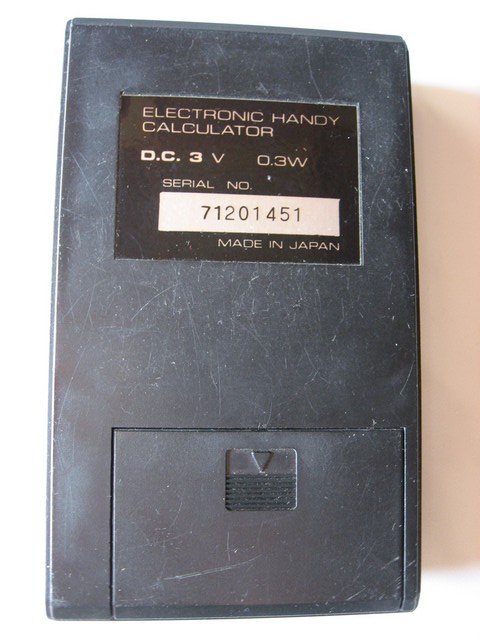 ELECTRONIC HANDY
CALCULATOR
D.C. 3 V 0.3W
SERIAL NO.
71201451
MADE IN JAPAN